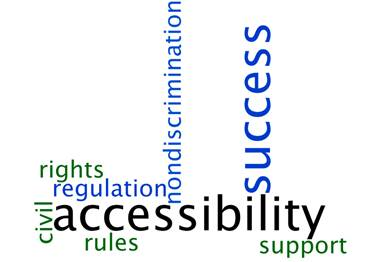 nondiscrimination
success
rights
regulation
civil
accessibility
rules
support